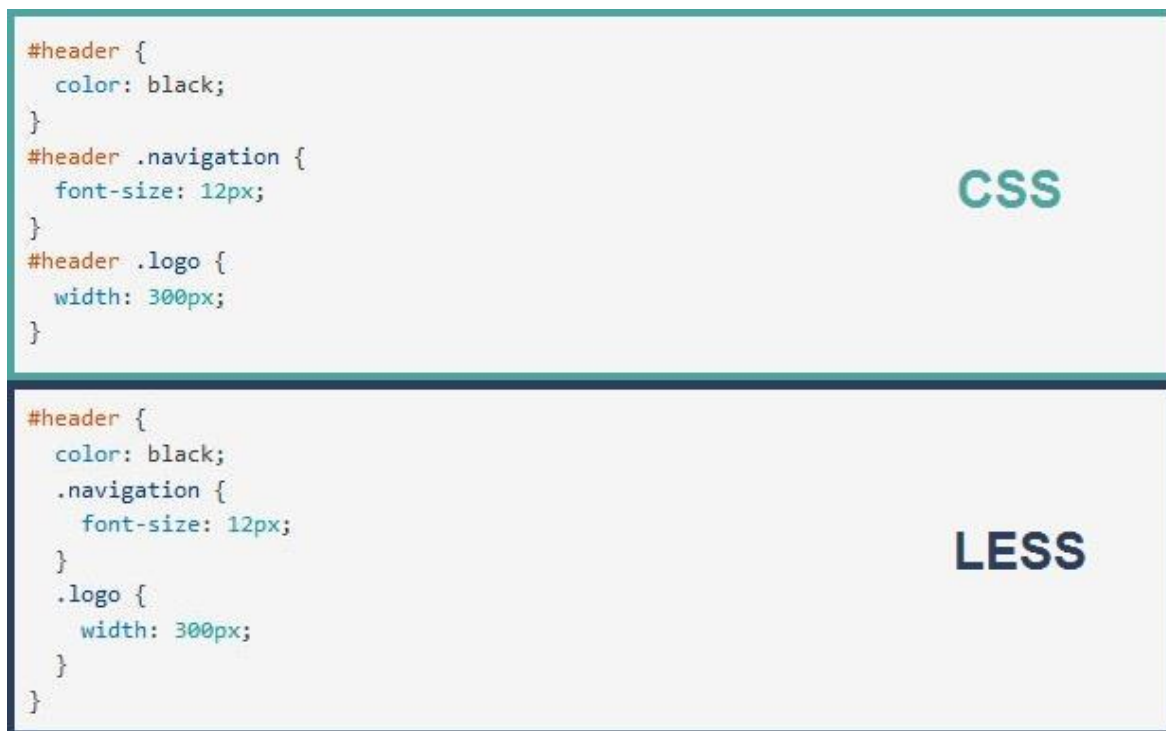 #header {
  color: black;
}
#header .navigation {
  font-size: 12px;
}
#header .logo {
  width: 300px;
}
CSS
#header {
  color: black;
  .navigation {
    font-size: 12px;
  }
  .logo {
    width: 300px;
  }
}
LESS